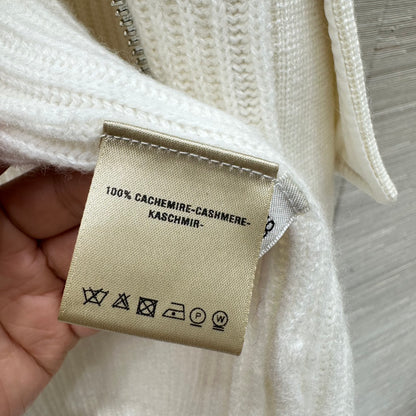 100% CACHEMIRE-CASHMERE-
KASCHMIR-
P
W